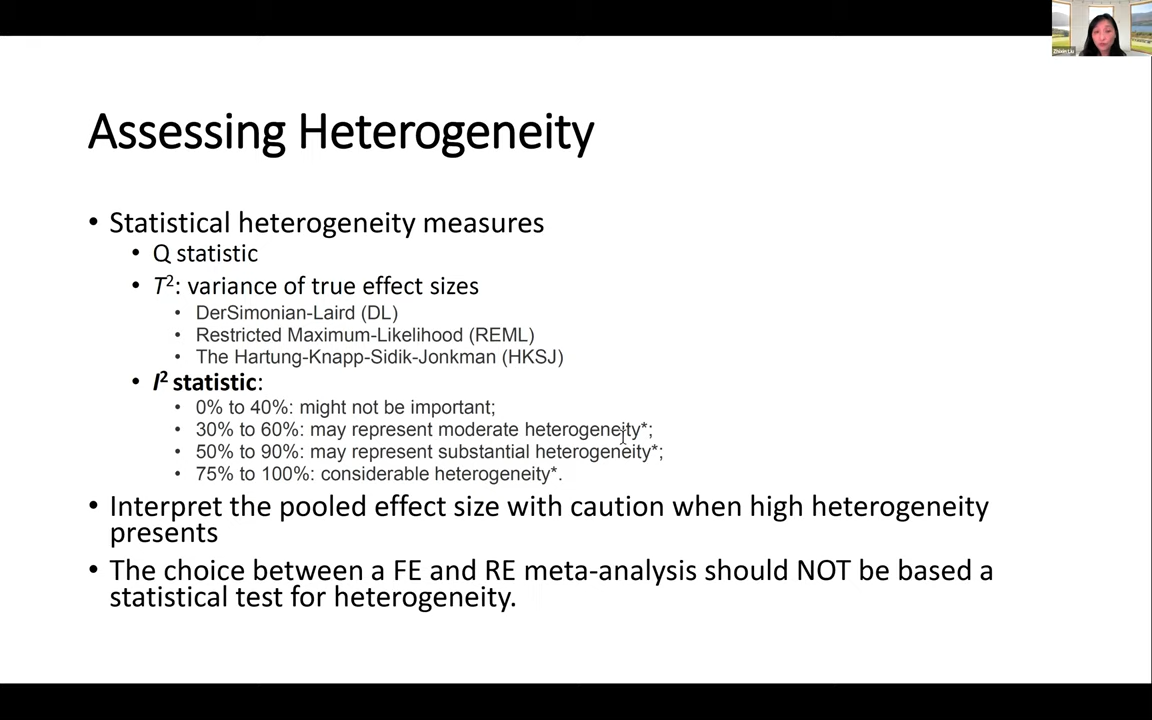 Zhixin Liu
Assessing Heterogeneity
• Statistical heterogeneity measures
• Q statistic
• T²: variance of true effect sizes
• DerSimonian-Laird (DL)
• Restricted Maximum-Likelihood (REML)
• The Hartung-Knapp-Sidik-Jonkman (HKSJ)
• I² statistic:
• 0% to 40%: might not be important;
• 30% to 60%: may represent moderate heterogeneity*;
• 50% to 90%: may represent substantial heterogeneity*;
• 75% to 100%: considerable heterogeneity*.
• Interpret the pooled effect size with caution when high heterogeneity
presents
• The choice between a FE and RE meta-analysis should NOT be based a
statistical test for heterogeneity.